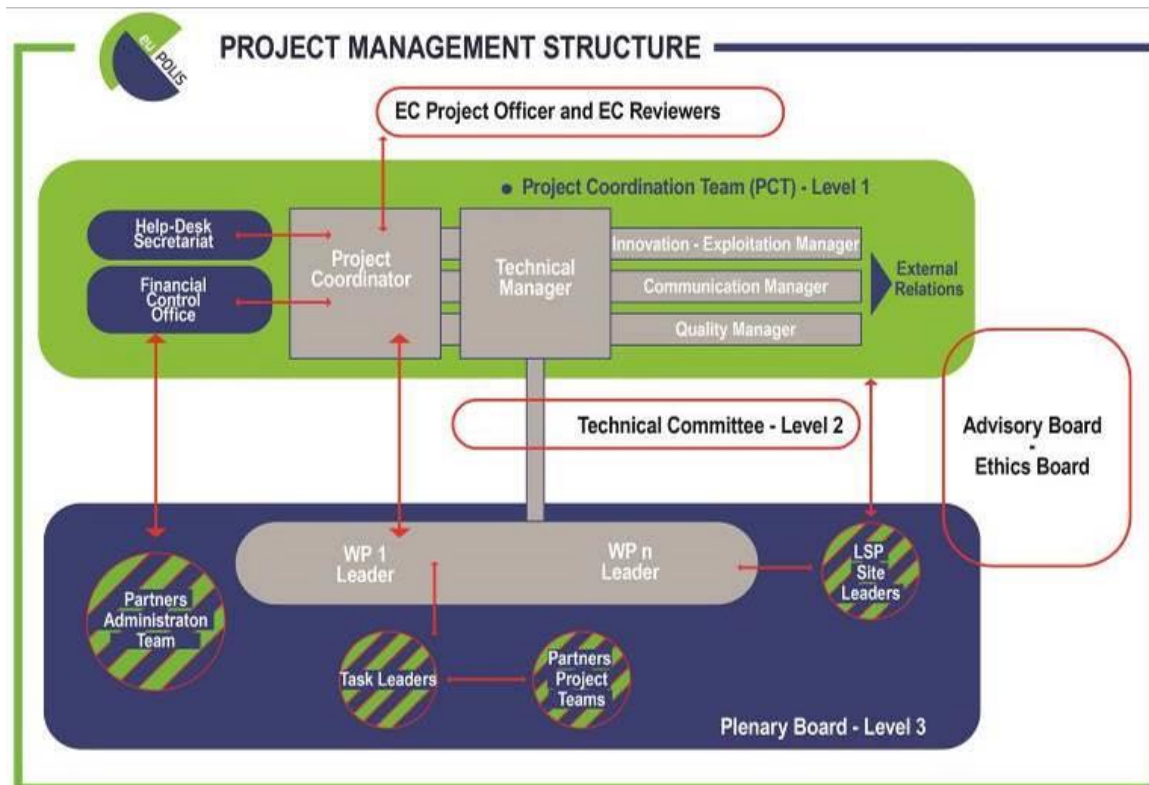 eu
POLIS
PROJECT MANAGEMENT STRUCTURE
EC Project Officer and EC Reviewers
• Project Coordination Team (PCT) - Level 1
Help-Desk
Secretariat
Financial
Control
Office
Project
Coordinator
Technical
Manager
Innovation - Exploitation Manager
Communication Manager
Quality Manager
External
Relations
Technical Committee - Level 2
Advisory Board
-
Ethics Board
WP 1
Leader
WP n
Leader
LSP
Site
Leaders
Partners
Administraton
Team
Task Leaders
Partners
Project
Teams
Plenary Board - Level 3